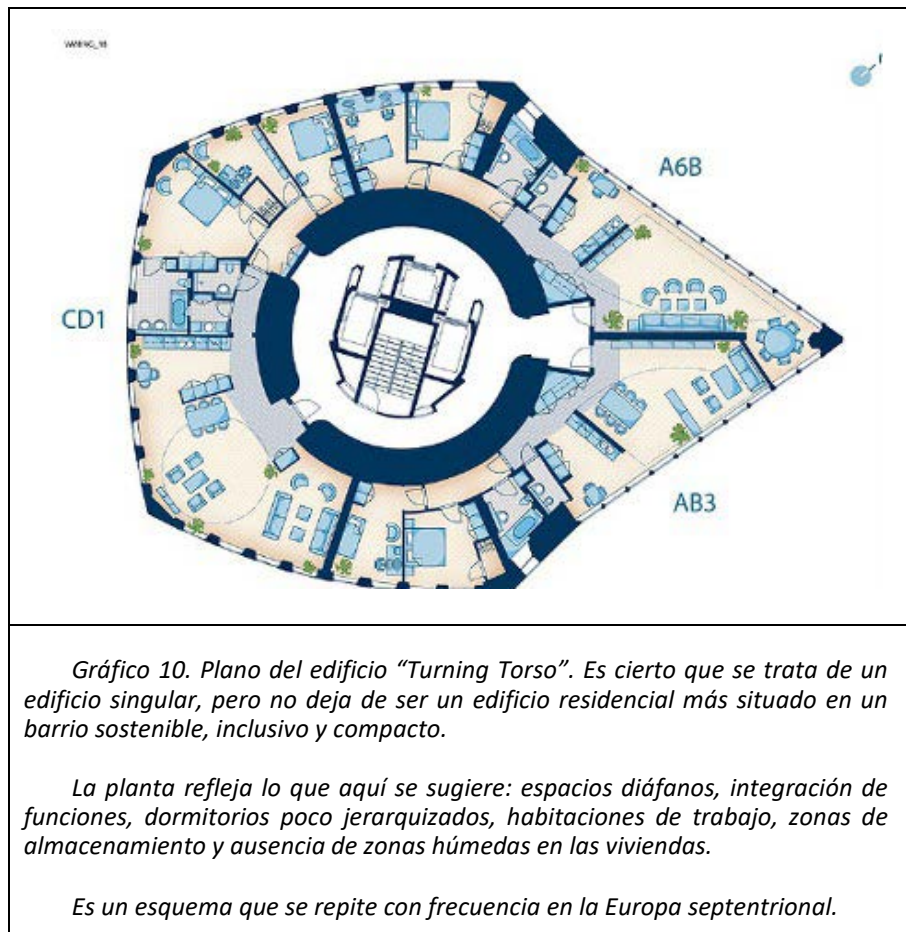 VÅNING_18
A6B
CD1
AB3
Gráfico 10. Plano del edificio “Turning Torso”. Es cierto que se trata de un
edificio singular, pero no deja de ser un edificio residencial más situado en un
barrio sostenible, inclusivo y compacto.
La planta refleja lo que aquí se sugiere: espacios diáfanos, integración de
funciones, dormitorios poco jerarquizados, habitaciones de trabajo, zonas de
almacenamiento y ausencia de zonas húmedas en las viviendas.
Es un esquema que se repite con frecuencia en la Europa septentrional.